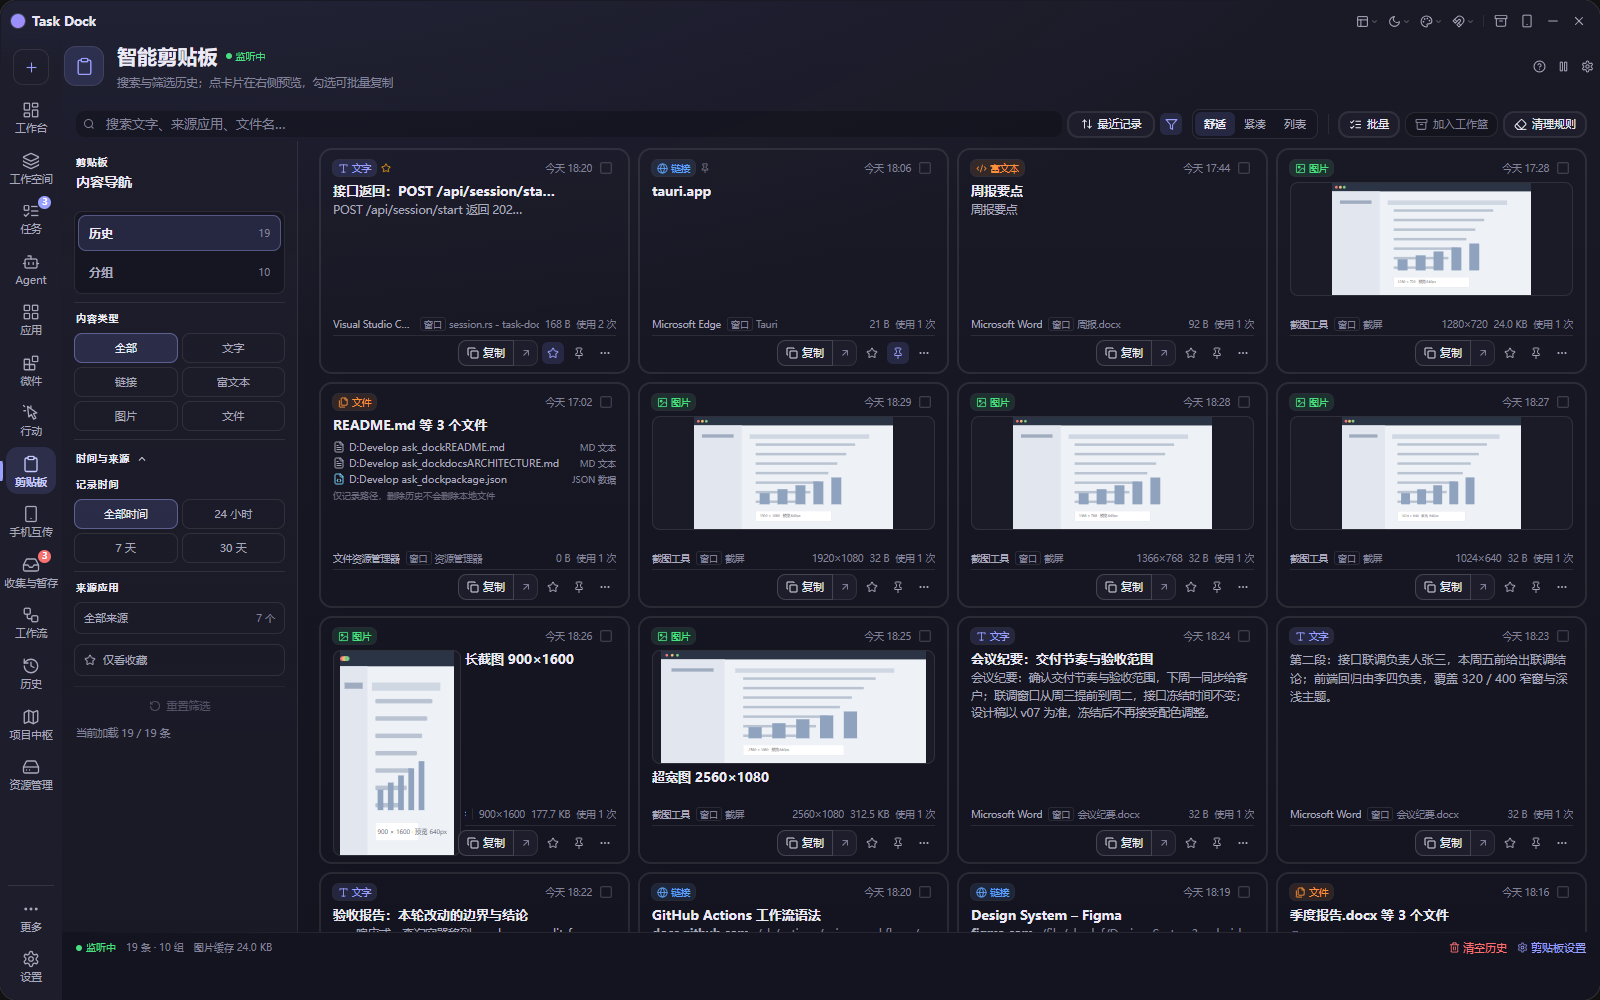 Task Dock
智能剪贴板
监听中
搜索与筛选历史；点卡片在右侧预览，勾选可批量复制
工作台
工作空间
3
任务
Agent
应用
微件
行动
剪贴板
手机互传
3
收集与暂存
工作流
历史
项目中枢
资源管理
更多
设置
搜索文字、来源应用、文件名...
最近记录
舒适
紧凑
列表
批量
加入工作篮
清理规则
剪贴板
内容导航
历史 19
分组 10
内容类型
全部
文字
链接
富文本
图片
文件
时间与来源
记录时间
全部时间
24 小时
7 天
30 天
来源应用
全部来源 7 个
仅看收藏
重置筛选
当前加载 19 / 19 条
文字 今天 18:20
接口返回：POST /api/session/sta...
POST /api/session/start 返回 202...
Visual Studio C... 窗口 session.rs - task-doc 168 B 使用 2 次
复制
链接 今天 18:06
tauri.app
Microsoft Edge 窗口 Tauri 21 B 使用 1 次
复制
富文本 今天 17:44
周报要点
周报要点
Microsoft Word 窗口 周报.docx 92 B 使用 1 次
复制
图片 今天 17:28
截图工具 窗口 截屏 1280×720 24.0 KB 使用 1 次
复制
文件 今天 17:02
README.md 等 3 个文件
D:Develop ask_dockREADME.md MD 文本
D:Develop ask_dockdocsARCHITECTURE.md MD 文本
D:Develop ask_dockpackage.json JSON 数据
仅记录路径，删除历史不会删除本地文件
文件资源管理器 窗口 资源管理器 0 B 使用 1 次
复制
图片 今天 18:29
截图工具 窗口 截屏 1920×1080 32 B 使用 1 次
复制
图片 今天 18:28
截图工具 窗口 截屏 1366×768 32 B 使用 1 次
复制
图片 今天 18:27
截图工具 窗口 截屏 1024×640 32 B 使用 1 次
复制
图片 今天 18:26
长截图 900×1600
900 × 1600 · 预览 640px
900×1600 177.7 KB 使用 1 次
复制
图片 今天 18:25
超宽图 2560×1080
截图工具 窗口 截屏 2560×1080 312.5 KB 使用 1 次
复制
文字 今天 18:24
会议纪要：交付节奏与验收范围
会议纪要：确认交付节奏与验收范围，下周一同步给客
户；联调窗口从周三提前到周二，接口冻结时间不变；
设计稿以 v07 为准，冻结后不再接受配色调整。
Microsoft Word 窗口 会议纪要.docx 32 B 使用 1 次
复制
文字 今天 18:23
第二段：接口联调负责人张三，本周五前给出联调结
论；前端回归由李四负责，覆盖 320 / 400 窄窗与深
浅主题。
Microsoft Word 窗口 会议纪要.docx 32 B 使用 1 次
复制
文字 今天 18:22
验收报告：本轮改动的边界与结论
链接 今天 18:20
GitHub Actions 工作流语法
链接 今天 18:19
Design System – Figma
文件 今天 18:16
季度报告.docx 等 3 个文件
监听中 19 条 · 10 组 图片缓存 24.0 KB
清空历史
剪贴板设置